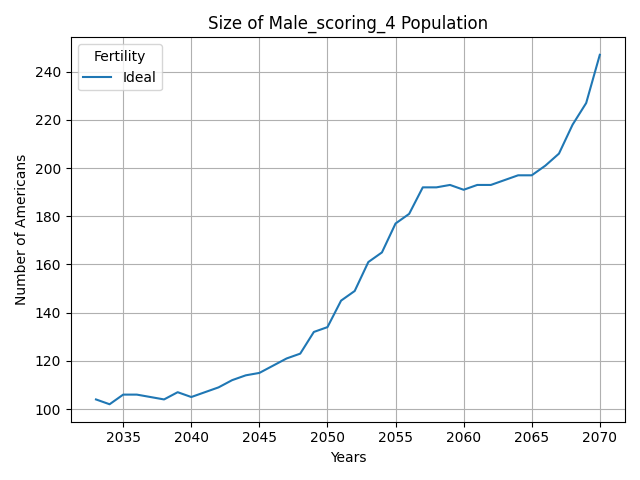 Size of Male_scoring_4 Population
Fertility
Ideal
Number of Americans
240
220
200
180
160
140
120
100
2035 2040 2045 2050 2055 2060 2065 2070
Years